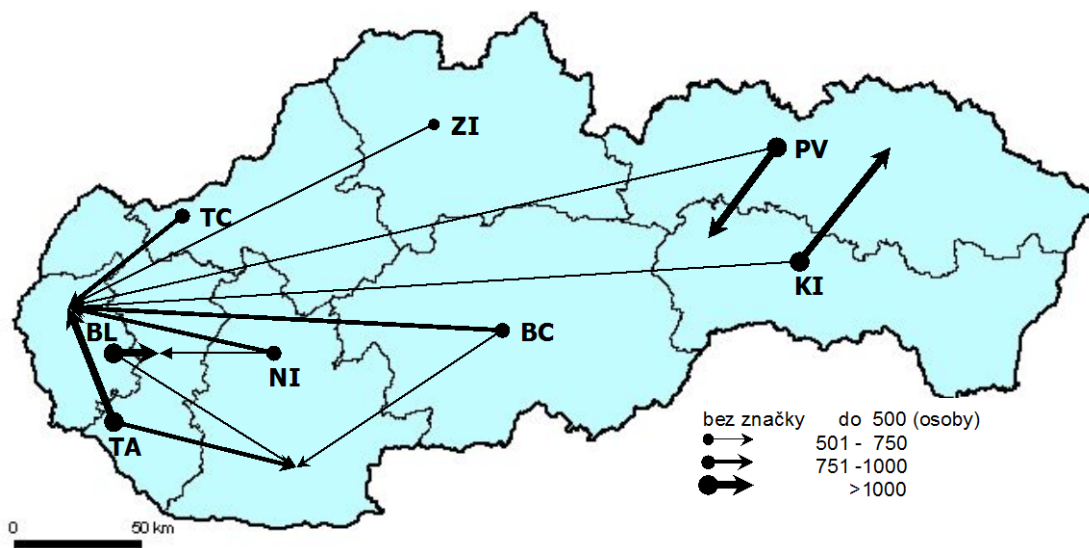 ZI
PV
TC
KI
BL
BC
NI
TA
bez značky do 500 (osoby)
501 - 750
751 -1000
>1000
0 50 km